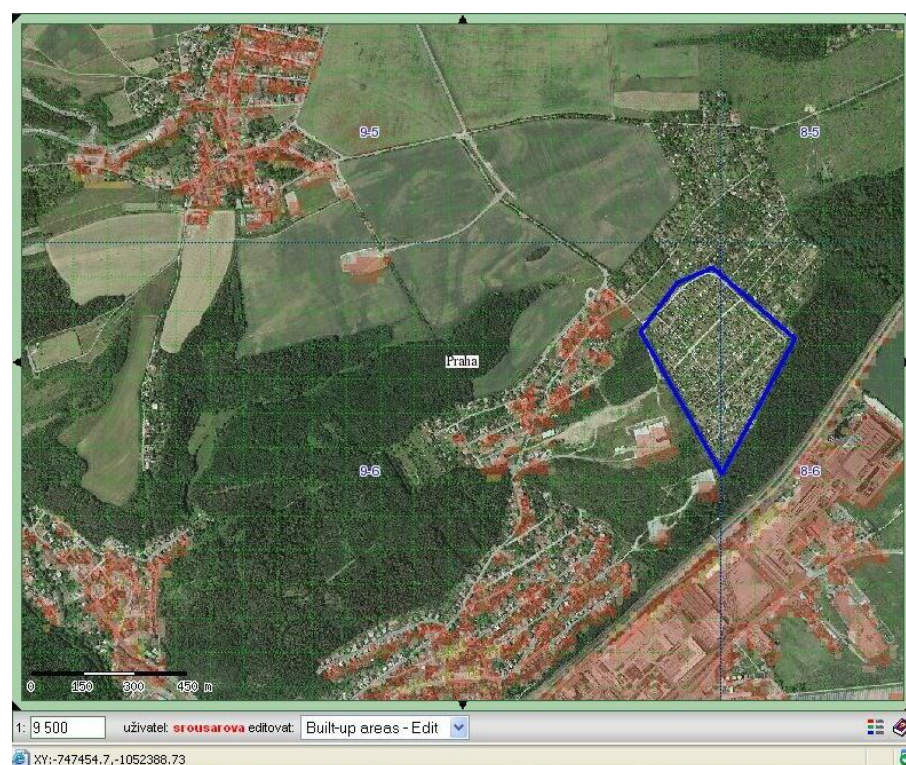 9-5
8-5
Praha
9-6
8-6
0 150 300 450 m
1: 9 500 uživatel: srousarova editovat: Built-up areas - Edit
XY:-747454.7,-1052388.73